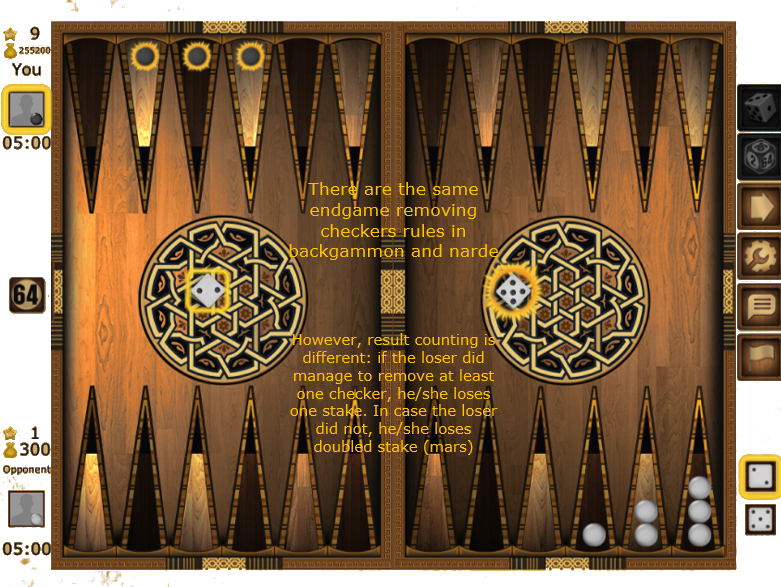 9
255200
You
05:00
There are the same
endgame removing
checkers rules in
backgammon and narde
64
However, result counting is
different: if the loser did
manage to remove at least
one checker, he/she loses
one stake. In case the loser
did not, he/she loses
doubled stake (mars)
1
300
Opponent
05:00